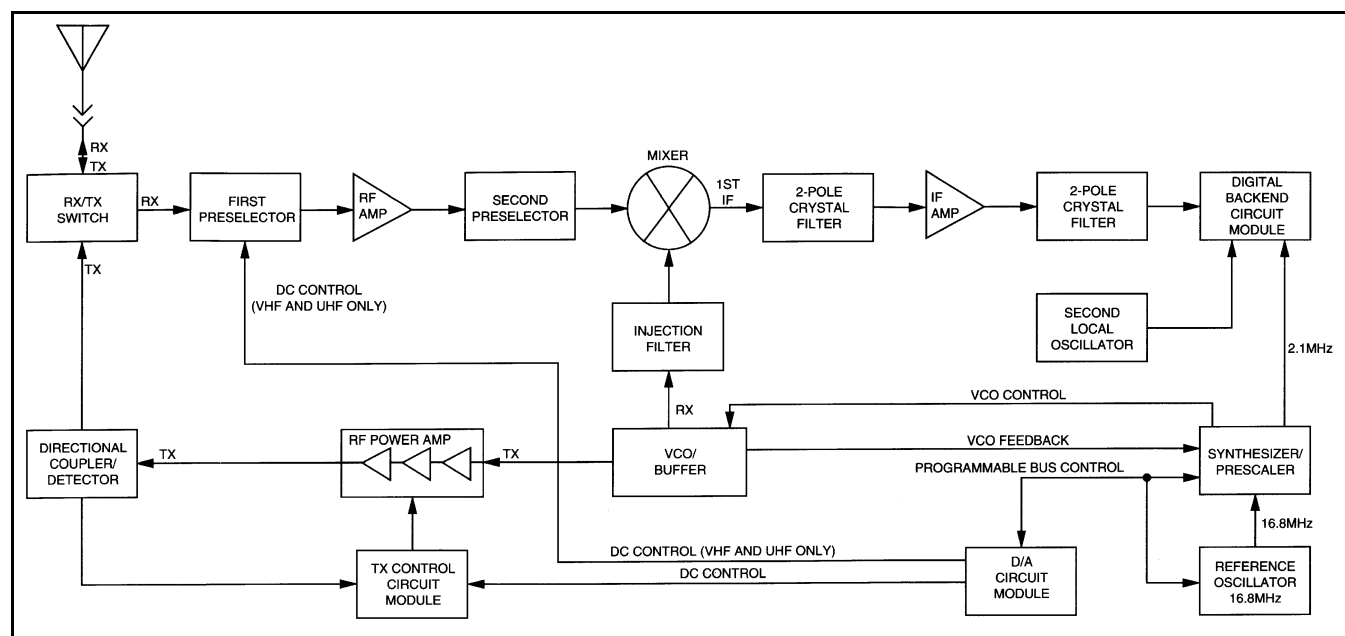 RX
TX
RX/TX
SWITCH
RX
FIRST
PRESELECTOR
RF
AMP
SECOND
PRESELECTOR
MIXER
1ST
IF
2-POLE
CRYSTAL
FILTER
IF
AMP
2-POLE
CRYSTAL
FILTER
DIGITAL
BACKEND
CIRCUIT
MODULE
TX
DC CONTROL
(VHF AND UHF ONLY)
INJECTION
FILTER
SECOND
LOCAL
OSCILLATOR
2.1MHz
RX
VCO CONTROL
DIRECTIONAL
COUPLER/
DETECTOR
TX
RF POWER AMP
TX
VCO/
BUFFER
VCO FEEDBACK
SYNTHESIZER/
PRESCALER
PROGRAMMABLE BUS CONTROL
16.8MHz
TX CONTROL
CIRCUIT
MODULE
DC CONTROL (VHF AND UHF ONLY)
DC CONTROL
D/A
CIRCUIT
MODULE
REFERENCE
OSCILLATOR
16.8MHz